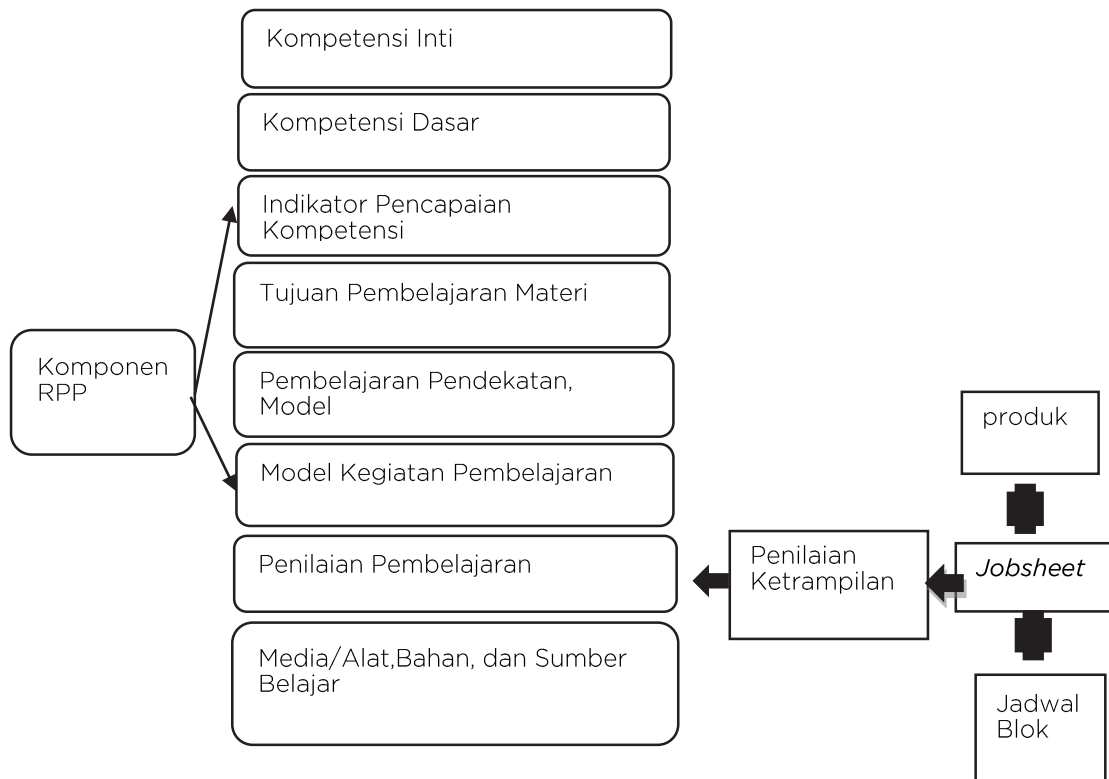 Kompetensi Inti
Kompetensi Dasar
Indikator Pencapaian
Kompetensi
Tujuan Pembelajaran Materi
Komponen
RPP
Pembelajaran Pendekatan,
Model
Model Kegiatan Pembelajaran
Penilaian Pembelajaran
Media/Alat,Bahan, dan Sumber
Belajar
Penilaian
Ketrampilan
produk
Jobsheet
Jadwal
Blok